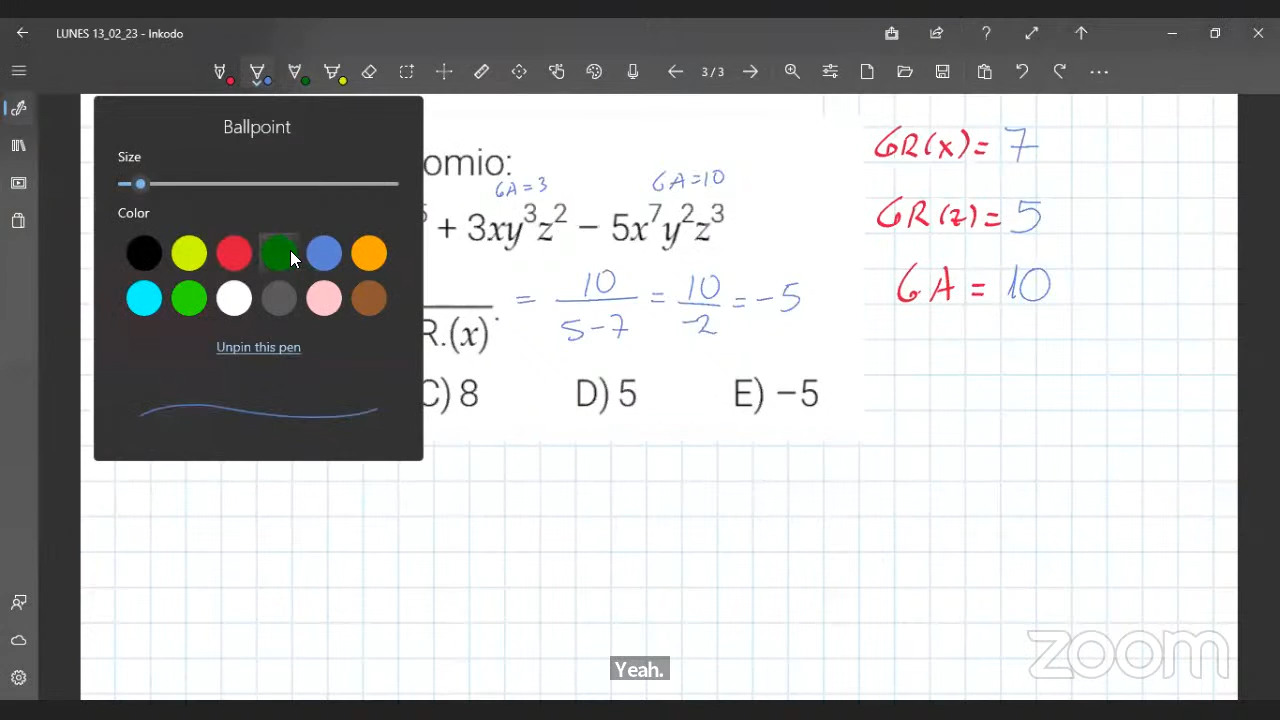 LUNES 13_02_23 - Inkodo
3 / 3
Ballpoint
Size
Color
Unpin this pen
omio:
GA = 3
GA = 10
+ 3xy³z² − 5x⁷y²z³
R.(x).
= 10/(5-7) = 10/-2 = -5
C) 8 D) 5 E) −5
GR(x) = 7
GR(z) = 5
GA = 10
Yeah.
zoom